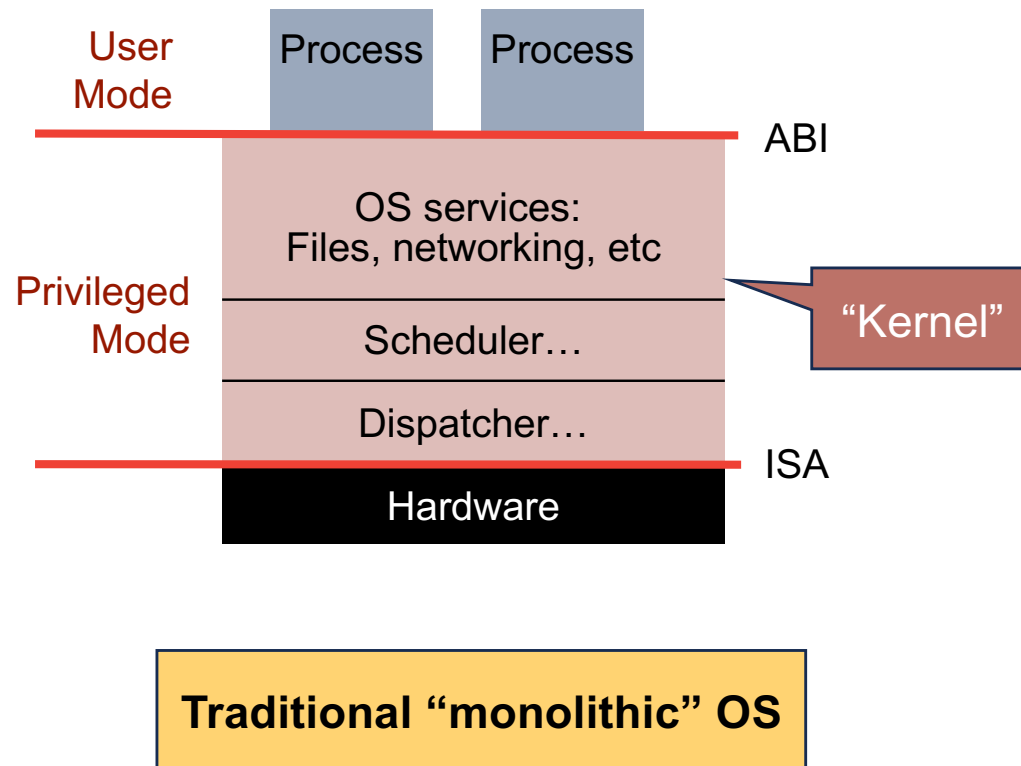 User
Mode
Process
Process
ABI
OS services:
Files, networking, etc
Privileged
Mode
“Kernel”
Scheduler…
Dispatcher…
ISA
Hardware
Traditional “monolithic” OS